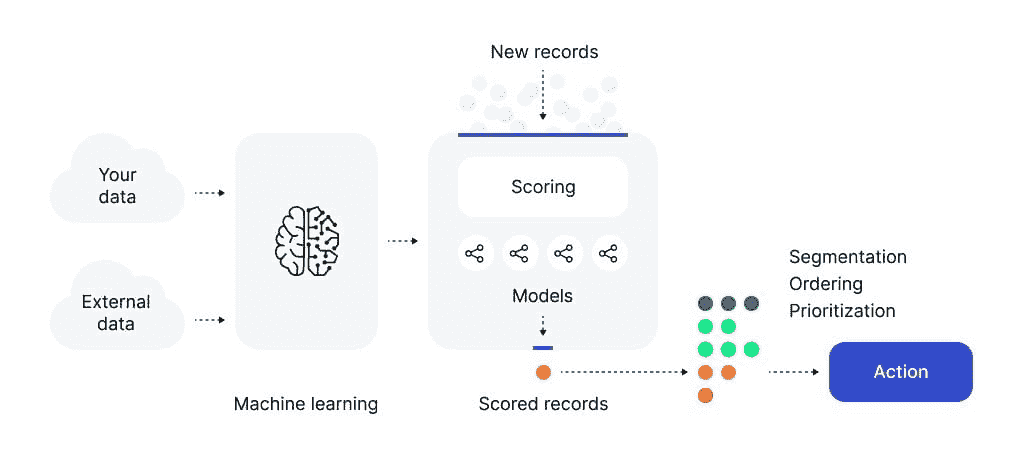 New records
Your
data
External
data
Machine learning
Scoring
Models
Scored records
Segmentation
Ordering
Prioritization
Action